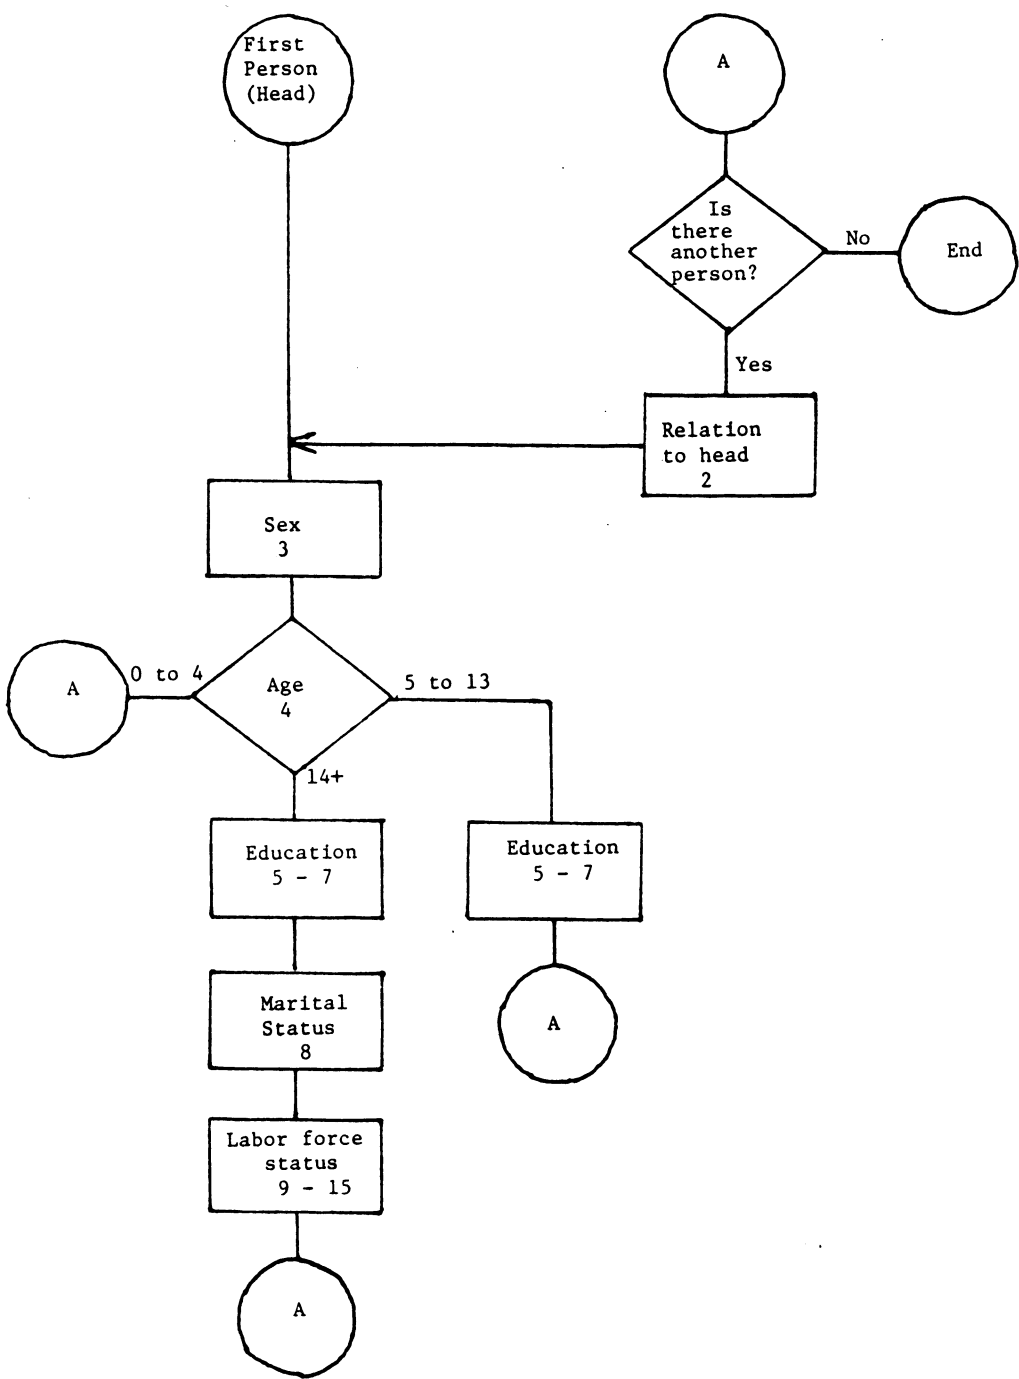 First
Person
(Head)
A
Is
there
another
person?
No
End
Yes
Relation
to head
2
Sex
3
A
0 to 4
Age
4
5 to 13
14+
Education
5 - 7
Education
5 - 7
Marital
Status
8
A
Labor force
status
9 - 15
A